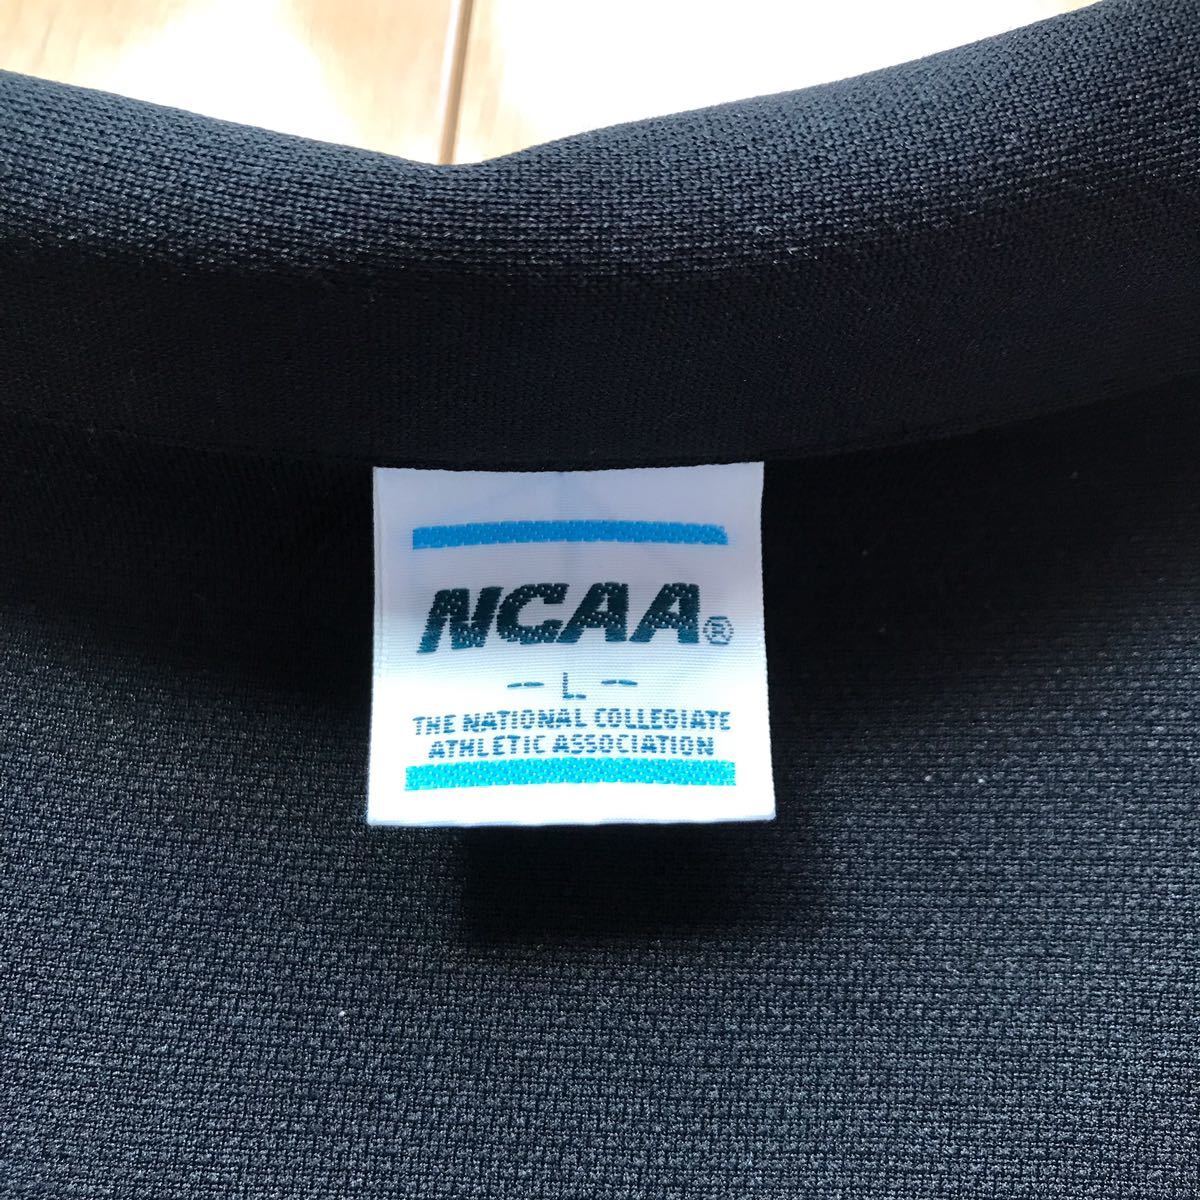 NCAA®
- L -
THE NATIONAL COLLEGIATE
ATHLETIC ASSOCIATION